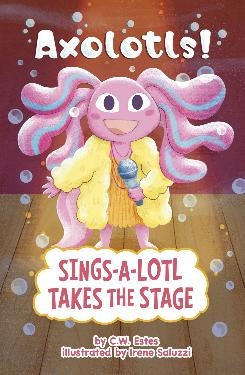 Axolotls!
SINGS-A-LOTL
TAKES THE STAGE
by C.W. Estes
illustrated by Irene Saluzzi